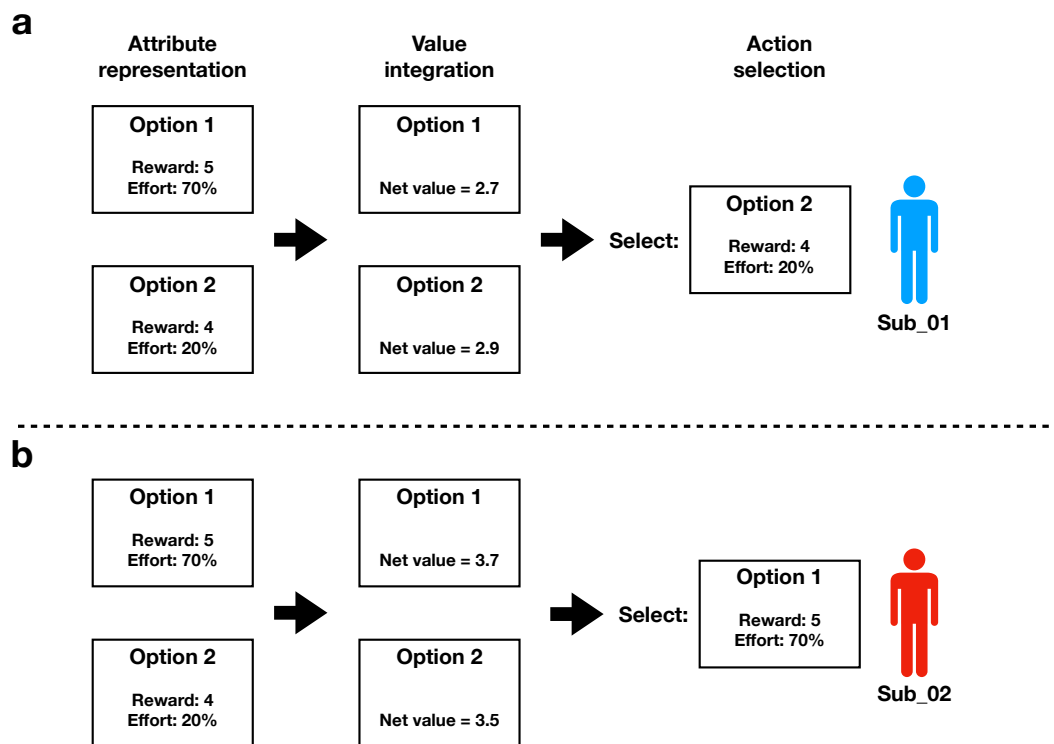 a
Attribute
representation
Value
integration
Action
selection
Option 1
Reward: 5
Effort: 70%
Option 1
Net value = 2.7
Select:
Option 2
Reward: 4
Effort: 20%
Option 2
Reward: 4
Effort: 20%
Option 2
Net value = 2.9
Sub_01
b
Option 1
Reward: 5
Effort: 70%
Option 1
Net value = 3.7
Select:
Option 1
Reward: 5
Effort: 70%
Option 2
Reward: 4
Effort: 20%
Option 2
Net value = 3.5
Sub_02